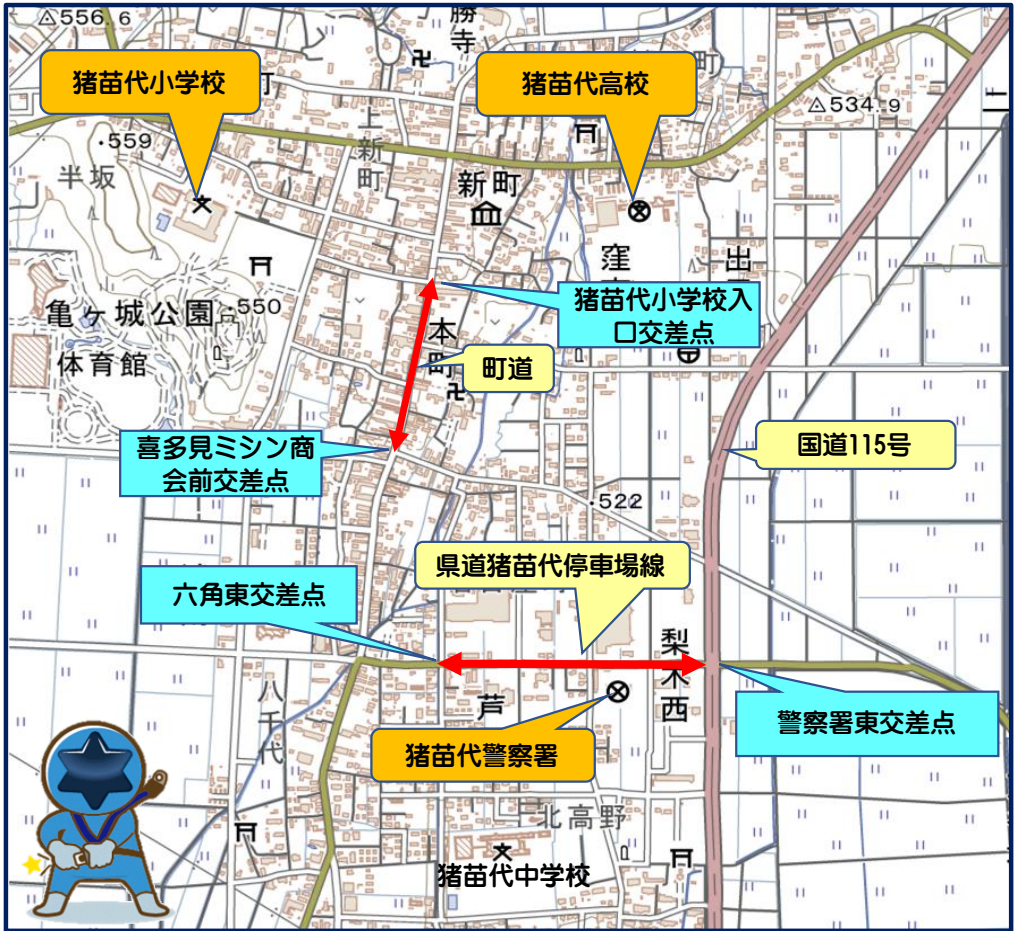 △556.6
勝
寺
猪苗代小学校
猪苗代高校
町
町
△534.9
・559
上
新
町
半坂
新町
窪
出
亀ヶ城公園
550
体育館
本
町
猪苗代小学校入
口交差点
町道
喜多見ミシン商
会前交差点
国道115号
・522
県道猪苗代停車場線
六角東交差点
梨
木
西
八
千
代
芦
警察署東交差点
猪苗代警察署
北高野
猪苗代中学校